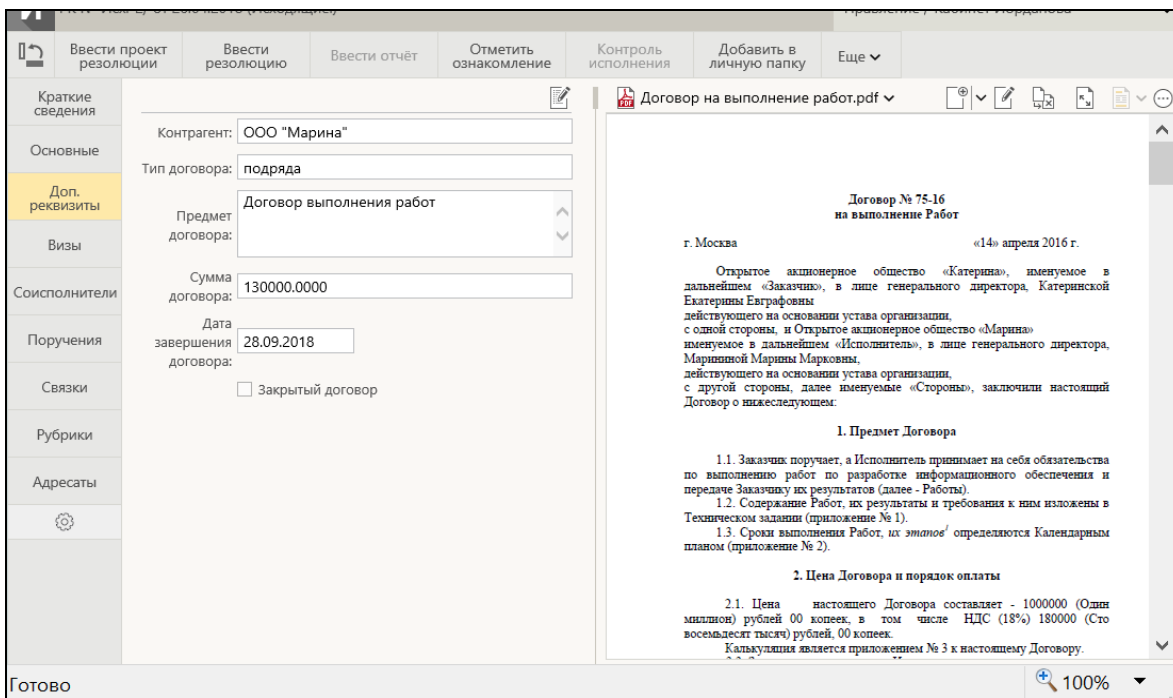 Ввести проект резолюции
Ввести резолюцию
Ввести отчёт
Отметить ознакомление
Контроль исполнения
Добавить в личную папку
Еще
Краткие сведения
Основные
Доп. реквизиты
Визы
Соисполнители
Поручения
Связки
Рубрики
Адресаты
Контрагент: ООО "Марина"
Тип договора: подряда
Предмет договора: Договор выполнения работ
Сумма договора: 130000.0000
Дата завершения договора: 28.09.2018
Закрытый договор
Договор на выполнение работ.pdf
Договор № 75-16
на выполнение Работ
г. Москва «14» апреля 2016 г.
Открытое акционерное общество «Катерина», именуемое в
дальнейшем «Заказчик», в лице генерального директора, Катеринской
Екатерины Евграфовны
действующего на основании устава организации,
с одной стороны, и Открытое акционерное общество «Марина»
именуемое в дальнейшем «Исполнитель», в лице генерального директора,
Марининой Марины Марковны,
действующего на основании устава организации,
с другой стороны, далее именуемые «Стороны», заключили настоящий
Договор о нижеследующем:
1. Предмет Договора
1.1. Заказчик поручает, а Исполнитель принимает на себя обязательства
по выполнению работ по разработке информационного обеспечения и
передаче Заказчику их результатов (далее - Работы).
1.2. Содержание Работ, их результаты и требования к ним изложены в
Техническом задании (приложение № 1).
1.3. Сроки выполнения Работ, их этапов¹ определяются Календарным
планом (приложение № 2).
2. Цена Договора и порядок оплаты
2.1. Цена настоящего Договора составляет - 1000000 (Один
миллион) рублей 00 копеек, в том числе НДС (18%) 180000 (Сто
восемьдесят тысяч) рублей, 00 копеек.
Калькуляция является приложением № 3 к настоящему Договору.
Готово
100%